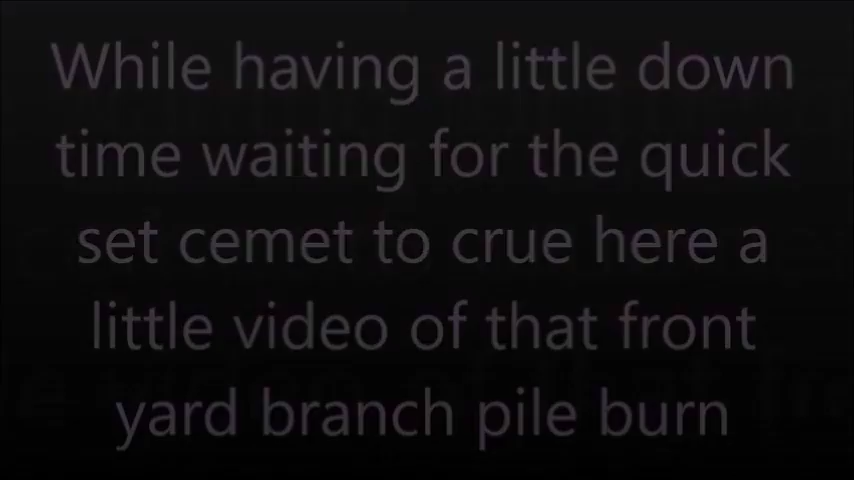 While having a little down
time waiting for the quick
set cemet to crue here a
little video of that front
yard branch pile burn